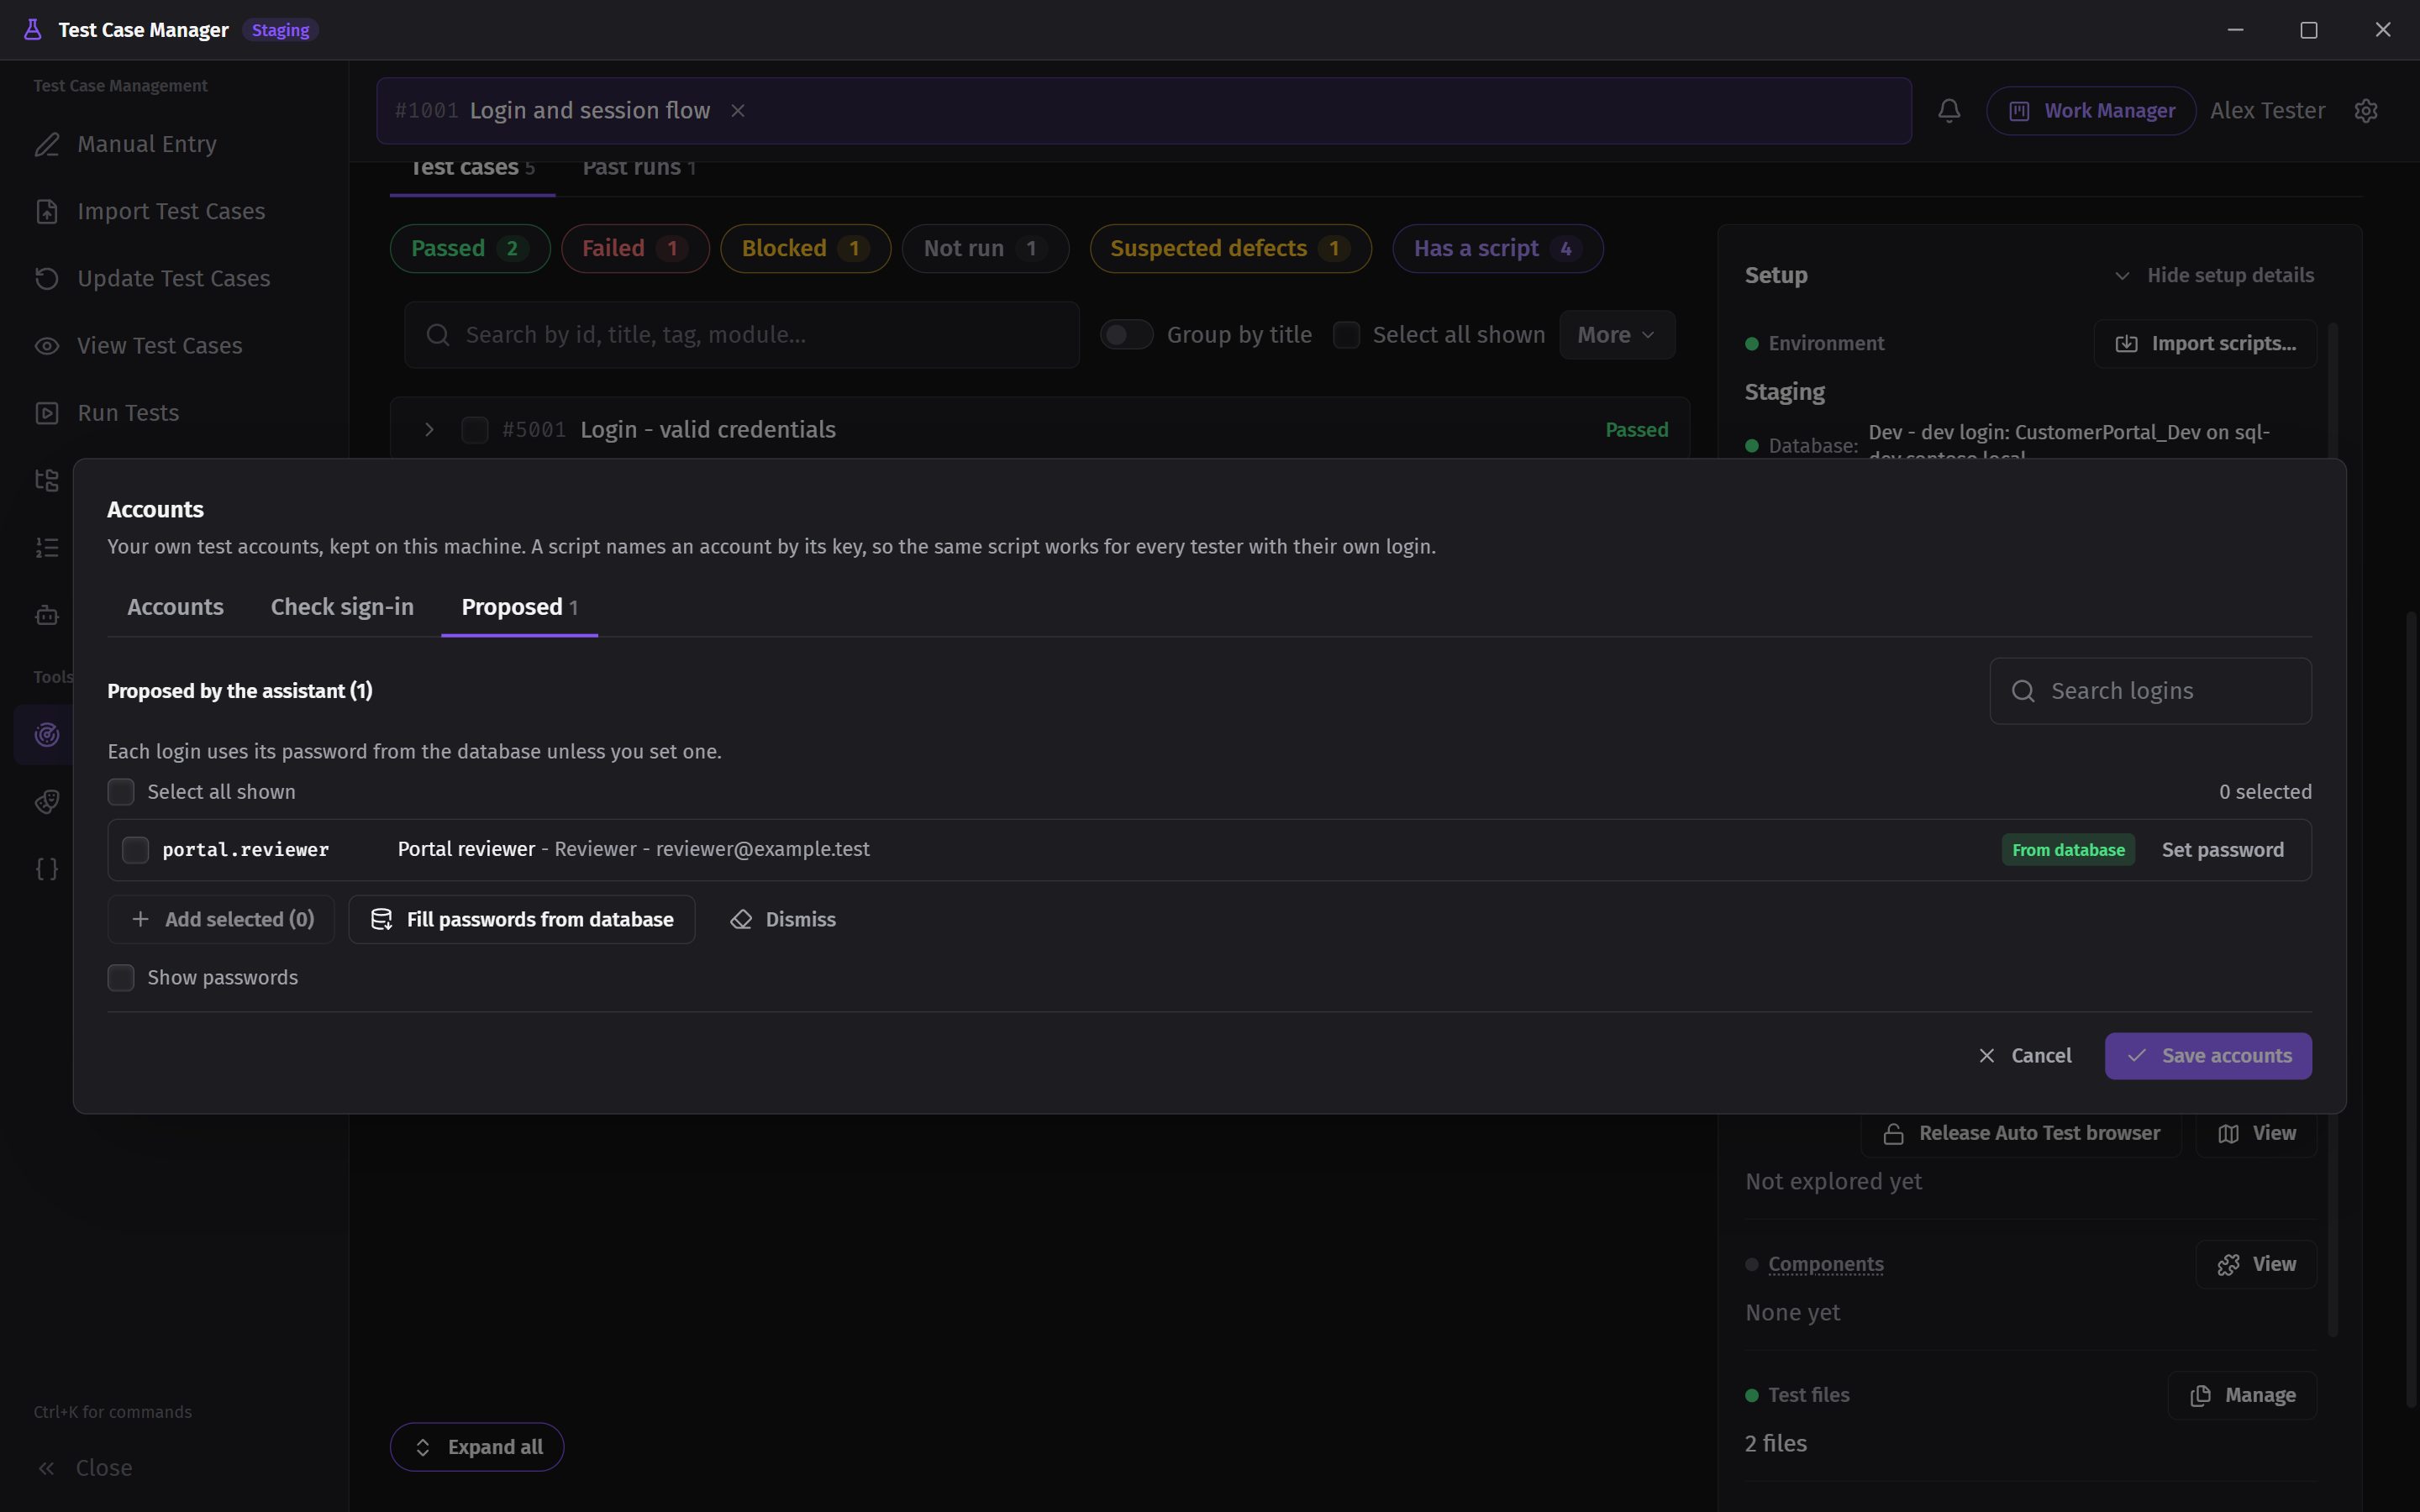 Test Case Manager Staging
Test Case Management
Manual Entry
Import Test Cases
Update Test Cases
View Test Cases
Run Tests
Tools
Ctrl+K for commands
Close
#1001 Login and session flow
Work Manager
Alex Tester
Test cases 5
Past runs 1
Passed 2
Failed 1
Blocked 1
Not run 1
Suspected defects 1
Has a script 4
Search by id, title, tag, module...
Group by title
Select all shown
More
#5001 Login - valid credentials
Passed
Setup
Hide setup details
Environment
Import scripts...
Staging
Database: Dev - dev login: CustomerPortal_Dev on sql-
dev.contoso.local
Accounts
Your own test accounts, kept on this machine. A script names an account by its key, so the same script works for every tester with their own login.
Accounts
Check sign-in
Proposed 1
Proposed by the assistant (1)
Search logins
Each login uses its password from the database unless you set one.
Select all shown
0 selected
portal.reviewer
Portal reviewer - Reviewer - reviewer@example.test
From database
Set password
Add selected (0)
Fill passwords from database
Dismiss
Show passwords
Cancel
Save accounts
Release Auto Test browser
View
Not explored yet
Components
View
None yet
Test files
Manage
2 files
Expand all